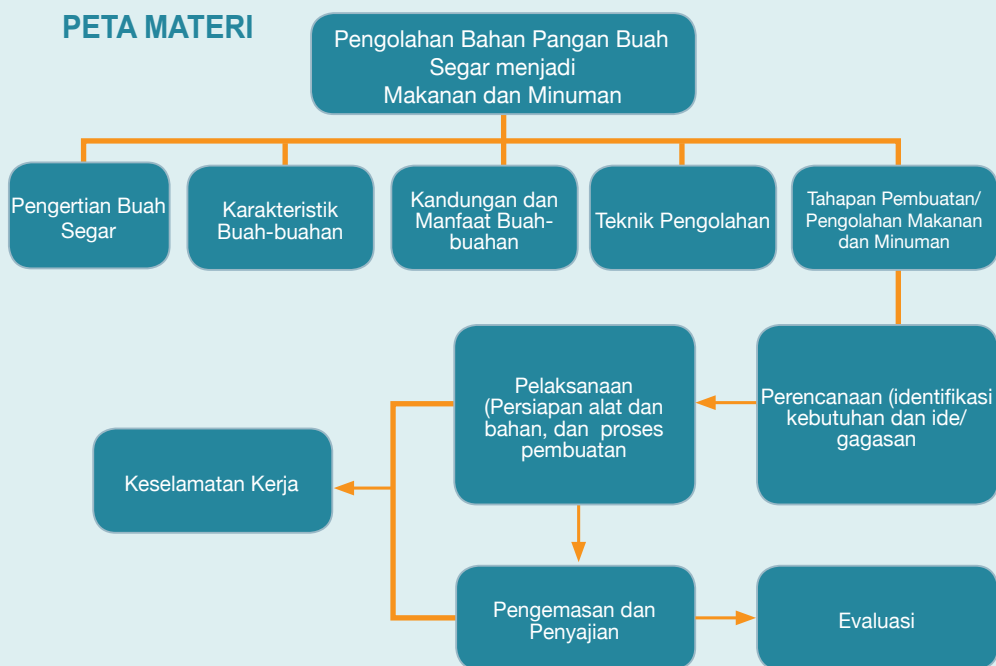 PETA MATERI
Pengolahan Bahan Pangan Buah
Segar menjadi
Makanan dan Minuman
Pengertian Buah
Segar
Karakteristik
Buah-buahan
Kandungan dan
Manfaat Buah-
buahan
Teknik Pengolahan
Tahapan Pembuatan/
Pengolahan Makanan
dan Minuman
Perencanaan (identifikasi
kebutuhan dan ide/
gagasan
Pelaksanaan
(Persiapan alat dan
bahan, dan proses
pembuatan
Keselamatan Kerja
Pengemasan dan
Penyajian
Evaluasi